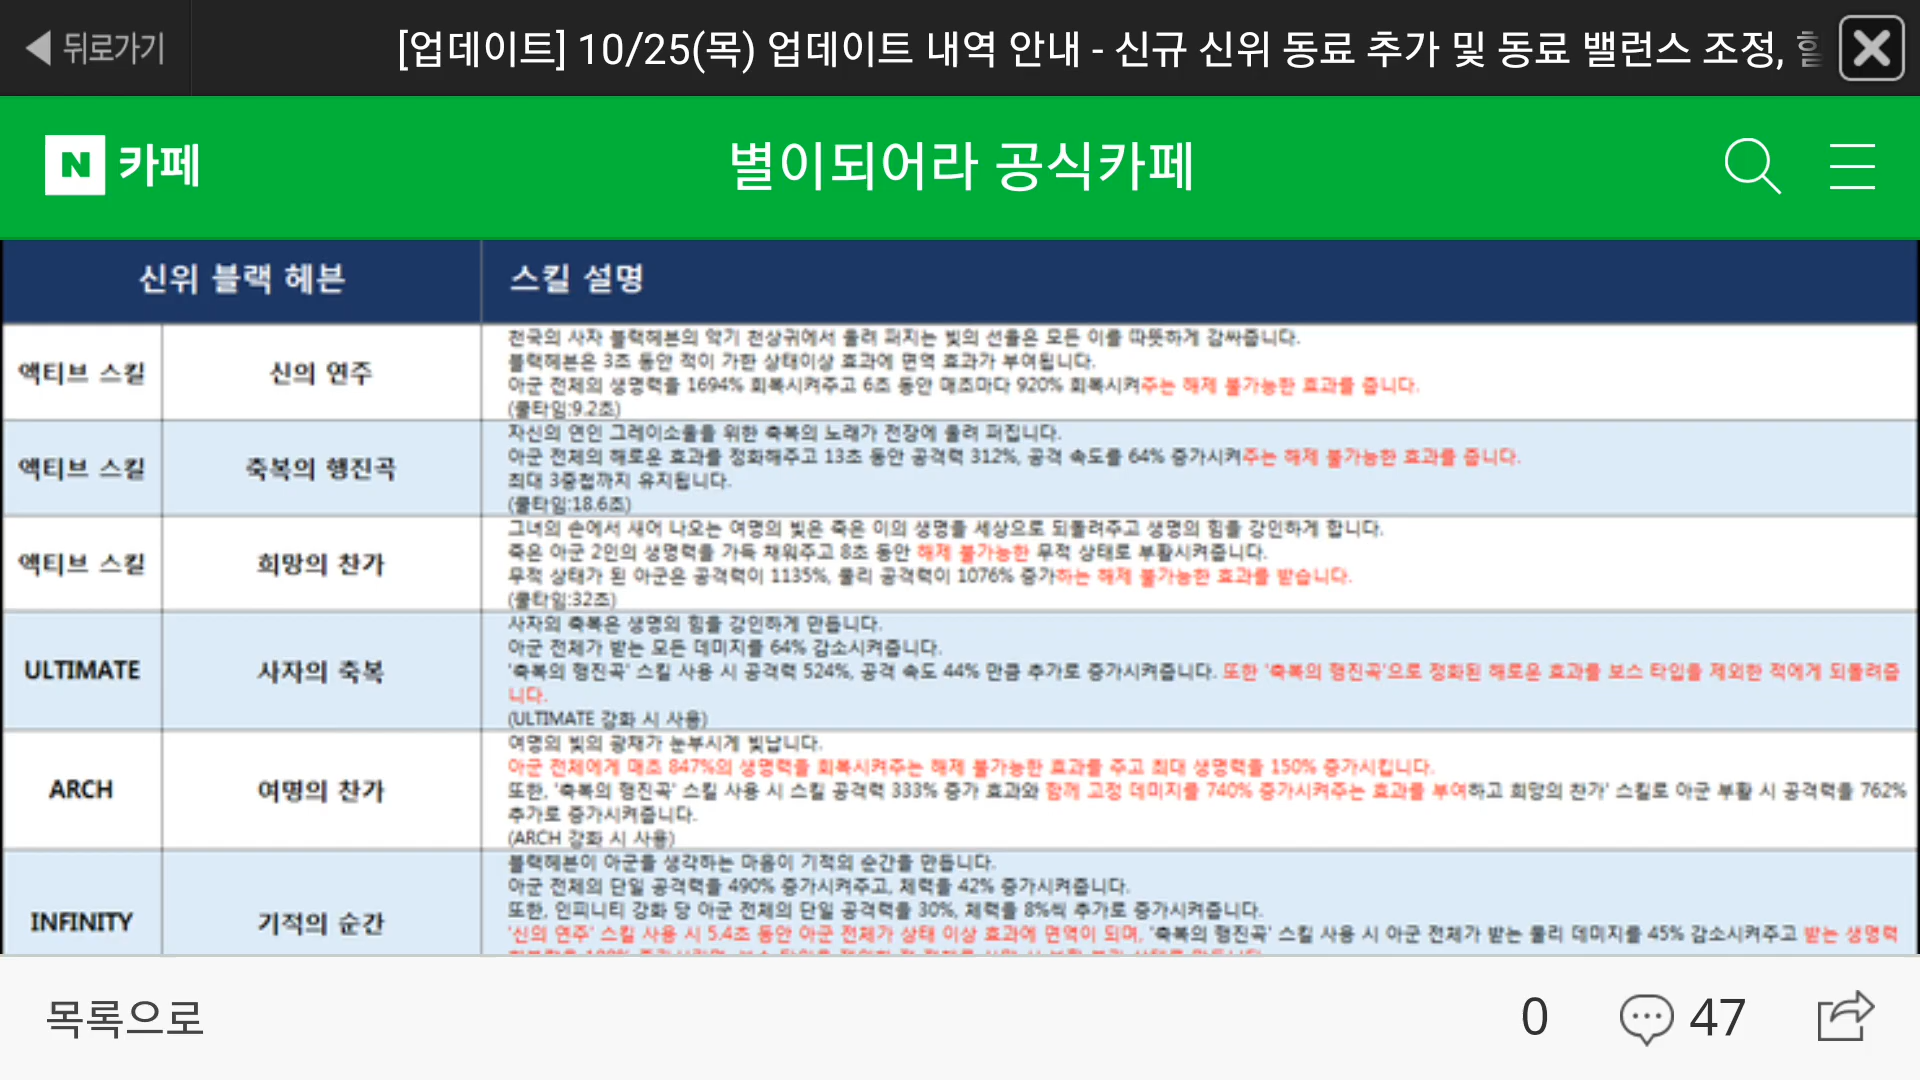 뒤로가기
[업데이트] 10/25(목) 업데이트 내역 안내 - 신규 신위 동료 추가 및 동료 밸런스 조정,
N 카페
별이되어라 공식카페
신위 블랙 헤븐
스킬 설명
액티브 스킬
신의 연주
천국의 사자 블랙헤븐의 악기 천상귀에서 울려 퍼지는 빛의 선율은 모든 이를 따뜻하게 감싸줍니다.
블랙헤븐은 3초 동안 적이 가한 상태이상 효과에 면역 효과가 부여됩니다.
아군 전체의 생명력을 1694% 회복시켜주고 6초 동안 매초마다 920% 회복시켜주는 해제 불가능한 효과를 줍니다.
(쿨타임:9.2초)
액티브 스킬
축복의 행진곡
자신의 연인 그레이소울을 위한 축복의 노래가 전장에 울려 퍼집니다.
아군 전체의 해로운 효과를 정화해주고 13초 동안 공격력 312%, 공격 속도를 64% 증가시켜주는 해제 불가능한 효과를 줍니다.
최대 3중첩까지 유지됩니다.
(쿨타임:18.6초)
액티브 스킬
희망의 찬가
그녀의 손에서 새어 나오는 여명의 빛은 죽은 이의 생명을 세상으로 되돌려주고 생명의 힘을 강인하게 합니다.
죽은 아군 2인의 생명력을 가득 채워주고 8초 동안 해제 불가능한 무적 상태로 부활시켜줍니다.
무적 상태가 된 아군은 공격력이 1135%, 물리 공격력이 1076% 증가하는 해제 불가능한 효과를 받습니다.
(쿨타임:32초)
ULTIMATE
사자의 축복
사자의 축복은 생명의 힘을 강인하게 만듭니다.
아군 전체가 받는 모든 데미지를 64% 감소시켜줍니다.
'축복의 행진곡' 스킬 사용 시 공격력 524%, 공격 속도 44% 만큼 추가로 증가시켜줍니다. 또한 '축복의 행진곡'으로 정화된 해로운 효과를 보스 타입을 제외한 적에게 되돌려줍
니다.
(ULTIMATE 강화 시 사용)
ARCH
여명의 찬가
여명의 빛의 광채가 눈부시게 빛납니다.
아군 전체에게 매초 847%의 생명력을 회복시켜주는 해제 불가능한 효과를 주고 최대 생명력을 150% 증가시킵니다.
또한, '축복의 행진곡' 스킬 사용 시 스킬 공격력 333% 증가 효과와 함께 고정 데미지를 740% 증가시켜주는 효과를 부여하고 희망의 찬가' 스킬로 아군 부활 시 공격력을 762%
추가로 증가시켜줍니다.
(ARCH 강화 시 사용)
INFINITY
기적의 순간
블랙헤븐이 아군을 생각하는 마음이 기적의 순간을 만듭니다.
아군 전체의 단일 공격력을 490% 증가시켜주고, 체력을 42% 증가시켜줍니다.
또한, 인피니티 강화 당 아군 전체의 단일 공격력을 30%, 체력을 8%씩 추가로 증가시켜줍니다.
'신의 연주' 스킬 사용 시 5.4초 동안 아군 전체가 상태 이상 효과에 면역이 되며, '축복의 행진곡' 스킬 사용 시 아군 전체가 받는 물리 데미지를 45% 감소시켜주고 받는 생명력
목록으로
0
47